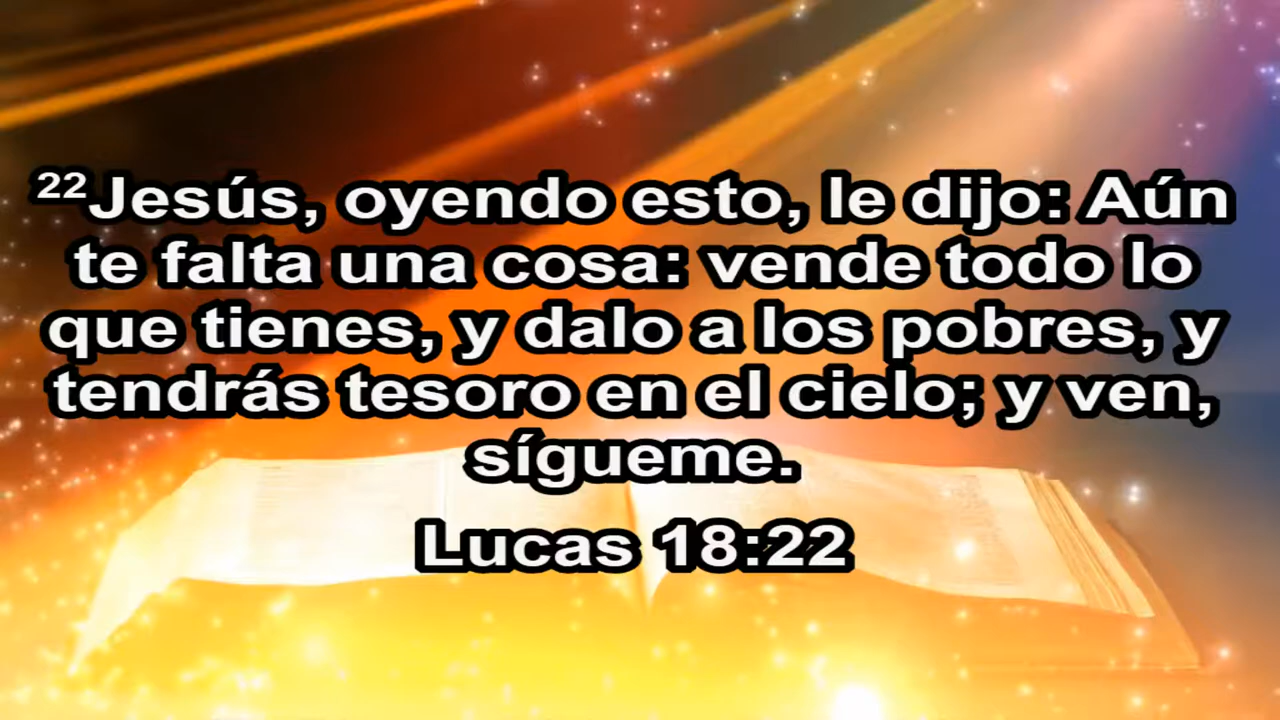 ²²Jesús, oyendo esto, le dijo: Aún
te falta una cosa: vende todo lo
que tienes, y dalo a los pobres, y
tendrás tesoro en el cielo; y ven,
sígueme.
Lucas 18:22